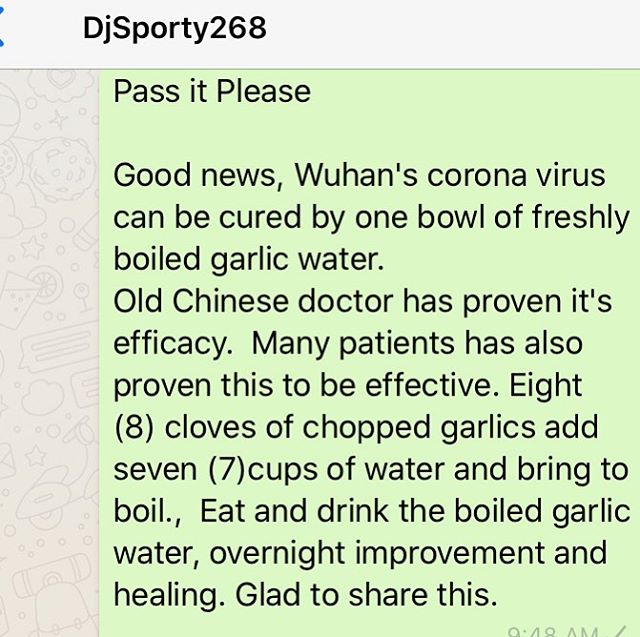 DjSporty268
Pass it Please
Good news, Wuhan's corona virus
can be cured by one bowl of freshly
boiled garlic water.
Old Chinese doctor has proven it's
efficacy.  Many patients has also
proven this to be effective. Eight
(8) cloves of chopped garlics add
seven (7)cups of water and bring to
boil.,  Eat and drink the boiled garlic
water, overnight improvement and
healing. Glad to share this.
9:48 AM